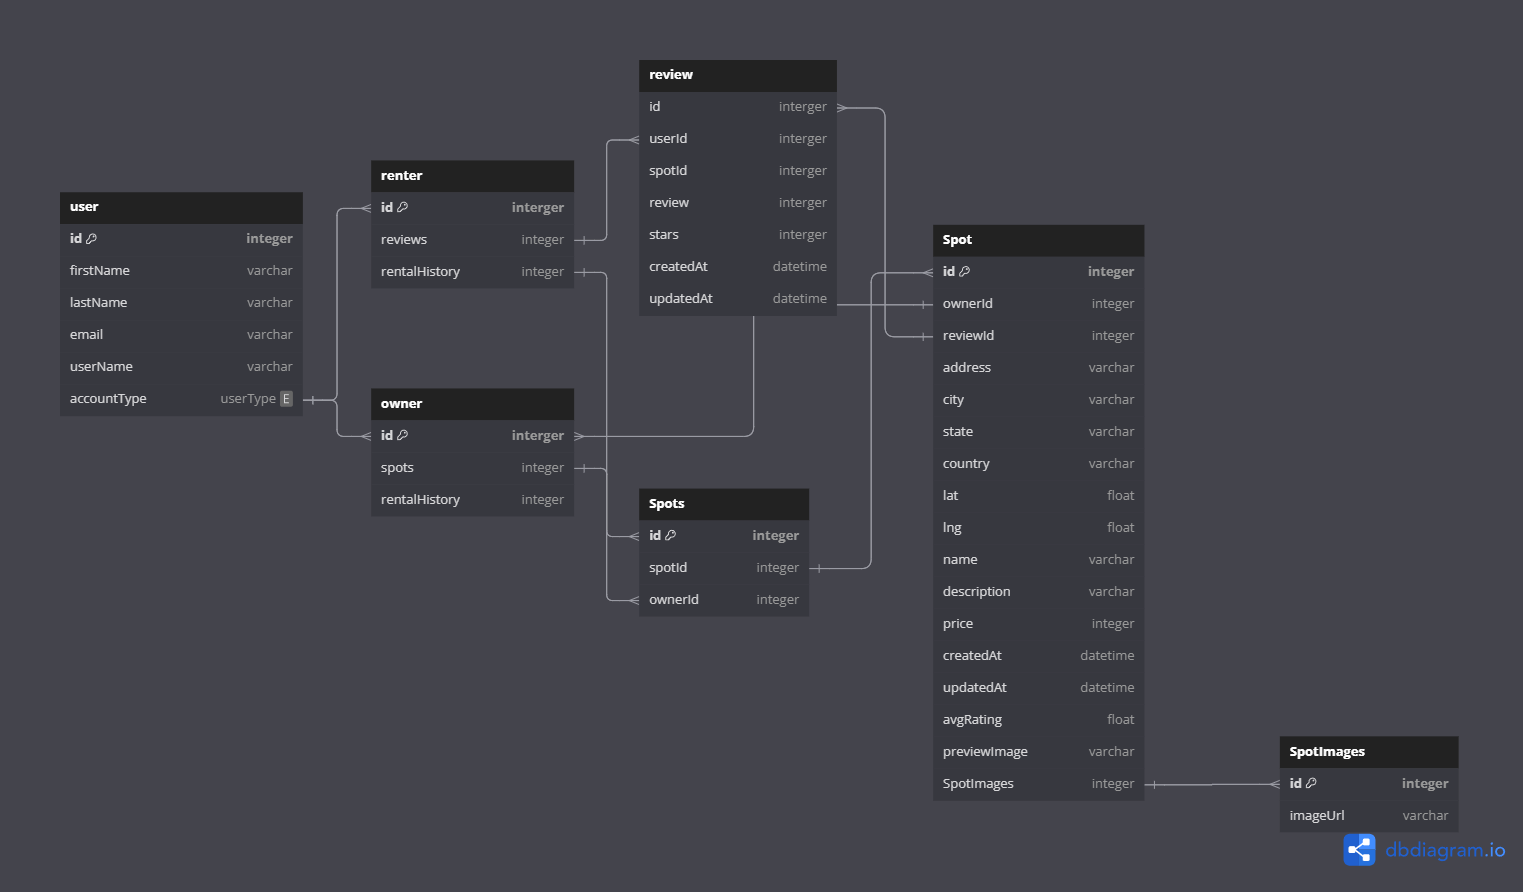 user
id integer
firstName varchar
lastName varchar
email varchar
userName varchar
accountType userType E
renter
id interger
reviews integer
rentalHistory integer
owner
id interger
spots integer
rentalHistory integer
review
id interger
userId interger
spotId interger
review interger
stars interger
createdAt datetime
updatedAt datetime
Spots
id integer
spotId integer
ownerId integer
Spot
id integer
ownerId integer
reviewId integer
address varchar
city varchar
state varchar
country varchar
lat float
lng float
name varchar
description varchar
price integer
createdAt datetime
updatedAt datetime
avgRating float
previewImage varchar
SpotImages integer
SpotImages
id integer
imageUrl varchar
dbdiagram.io